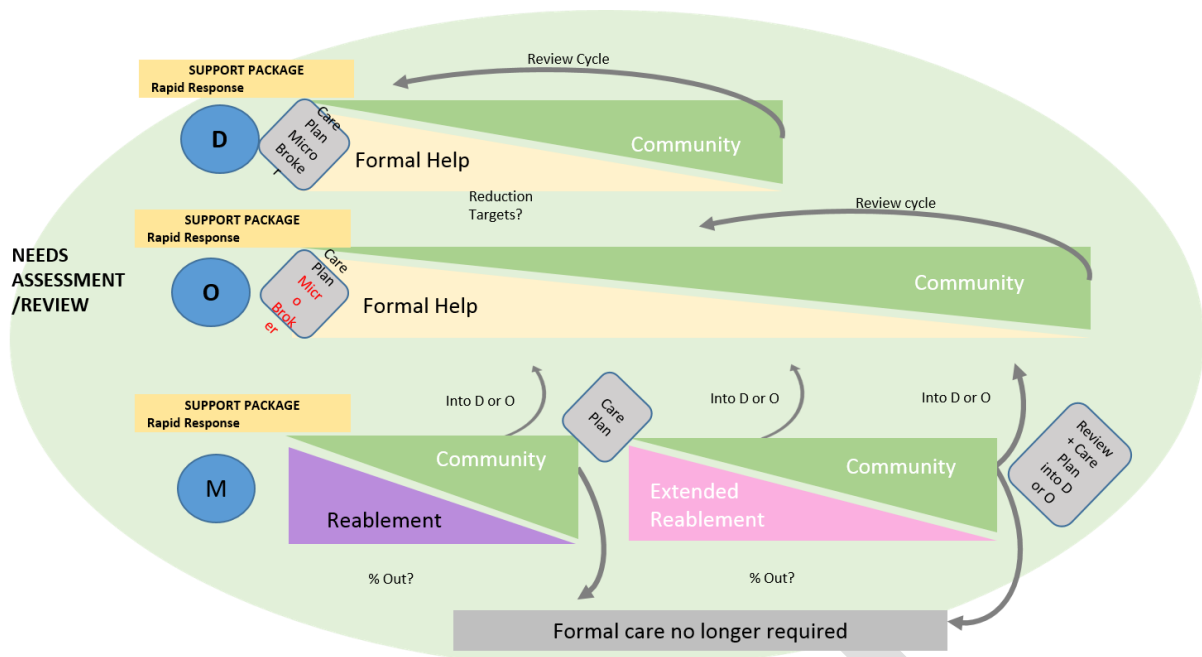 Review Cycle
SUPPORT PACKAGE
Rapid Response
D
Care
Plan
Micro
Broke
r
Community
Formal Help
Reduction
Targets?
Review cycle
SUPPORT PACKAGE
Rapid Response
NEEDS
ASSESSMENT
/REVIEW
O
Care
Plan
Micr
o
Brok
er
Community
Formal Help
Into D or O
Care
Plan
Into D or O
Into D or O
SUPPORT PACKAGE
Rapid Response
Review
+ Care
Plan
into D
or O
M
Community
Reablement
Community
Extended
Reablement
% Out?
% Out?
Formal care no longer required